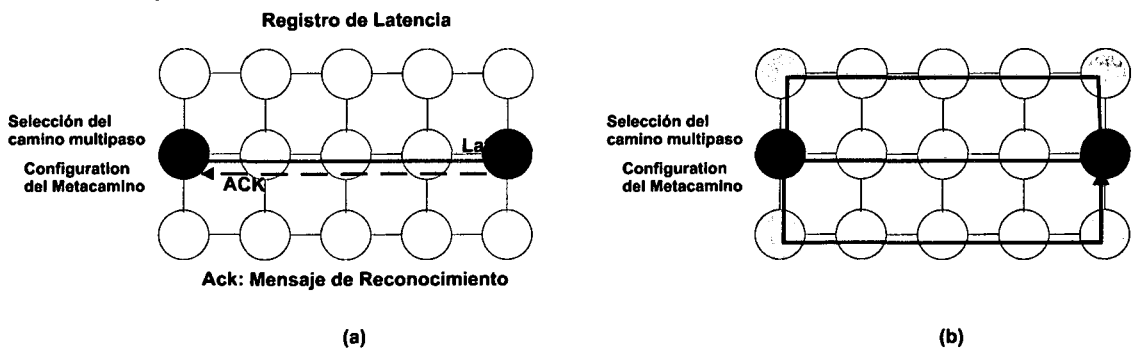 Registro de Latencia
Selección del
camino multipaso
Configuration
del Metacamino
La
ACK
Ack: Mensaje de Reconocimiento
(a)
Selección del
camino multipaso
Configuration
del Metacamino
(b)